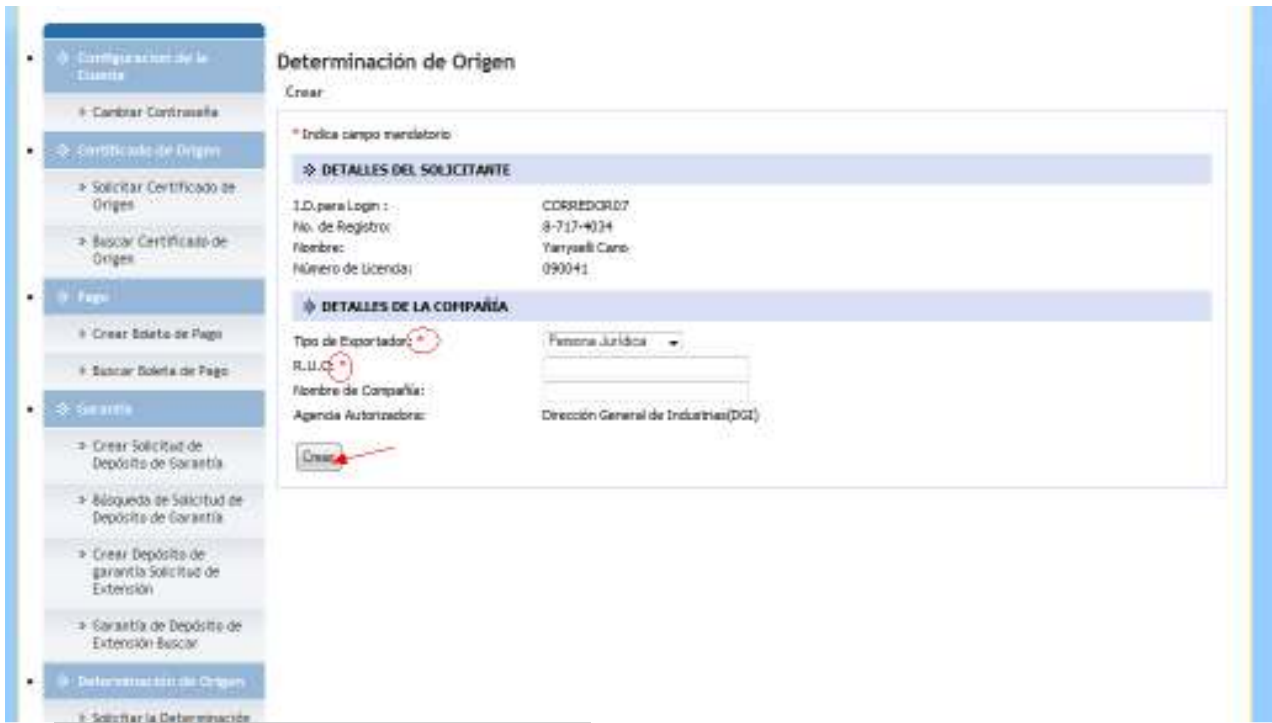 Configuracion de la
Cuenta
Cambiar Contraseña
Certificado de Origen
Solicitar Certificado de
Origen
Buscar Certificado de
Origen
Pago
Crear Boleta de Pago
Buscar Boleta de Pago
Garantía
Crear Solicitud de
Depósito de Garantía
Búsqueda de Solicitud de
Depósito de Garantía
Crear Depósito de
garantía Solicitud de
Extensión
Garantía de Depósito de
Extensión Buscar
Determinación de Origen
Solicitar la Determinación
Determinación de Origen
Crear
* Indica campo mandatorio
DETALLES DEL SOLICITANTE
I.D.para Login : CORREDOR07
No. de Registro: 8-717-4034
Nombre: Cano
Número de Licencia: 090041
DETALLES DE LA COMPAÑÍA
Tipo de Exportador: * Persona Jurídica
R.U.C: *
Nombre de Compañía:
Agencia Autorizadora: Dirección General de Industrias(DGI)
Crear